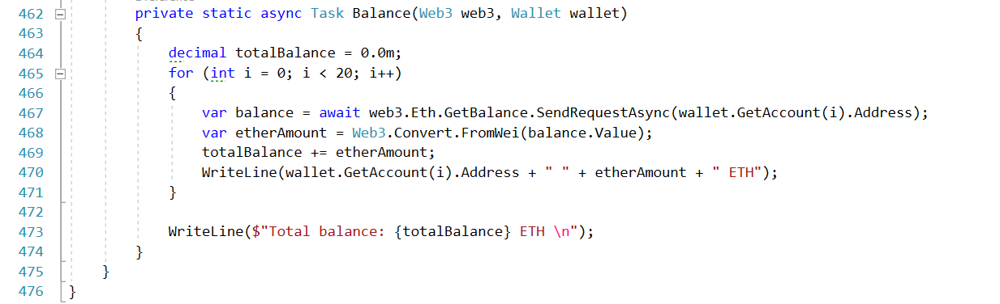 462 private static async Task Balance(Web3 web3, Wallet wallet)
463 {
464 decimal totalBalance = 0.0m;
465 for (int i = 0; i < 20; i++)
466 {
467 var balance = await web3.Eth.GetBalance.SendRequestAsync(wallet.GetAccount(i).Address);
468 var etherAmount = Web3.Convert.FromWei(balance.Value);
469 totalBalance += etherAmount;
470 WriteLine(wallet.GetAccount(i).Address + " " + etherAmount + " ETH");
471 }
472
473 WriteLine($"Total balance: {totalBalance} ETH \n");
474 }
475 }
476 }